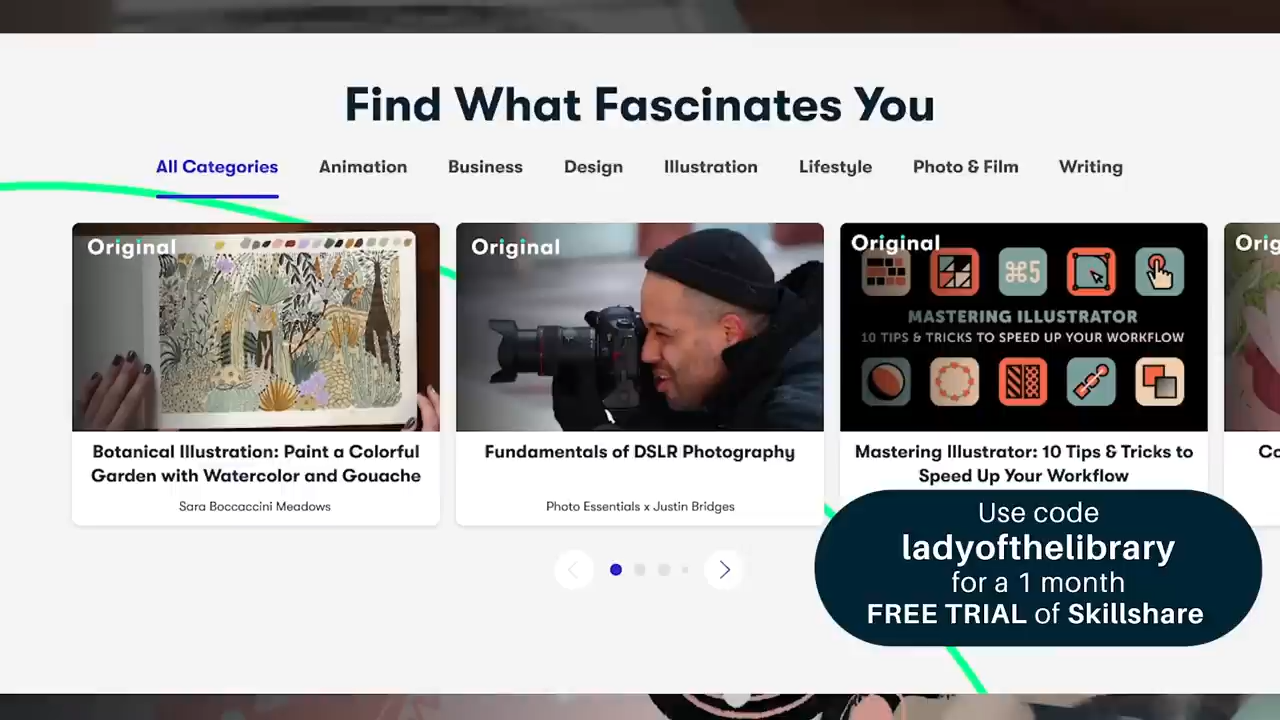 Find What Fascinates You
All Categories
Animation
Business
Design
Illustration
Lifestyle
Photo & Film
Writing
Original
Original
Original
⌘5
MASTERING ILLUSTRATOR
10 TIPS & TRICKS TO SPEED UP YOUR WORKFLOW
Botanical Illustration: Paint a Colorful
Garden with Watercolor and Gouache
Sara Boccaccini Meadows
Fundamentals of DSLR Photography
Photo Essentials x Justin Bridges
Mastering Illustrator: 10 Tips & Tricks to
Speed Up Your Workflow
Use code
ladyofthelibrary
for a 1 month
FREE TRIAL of Skillshare